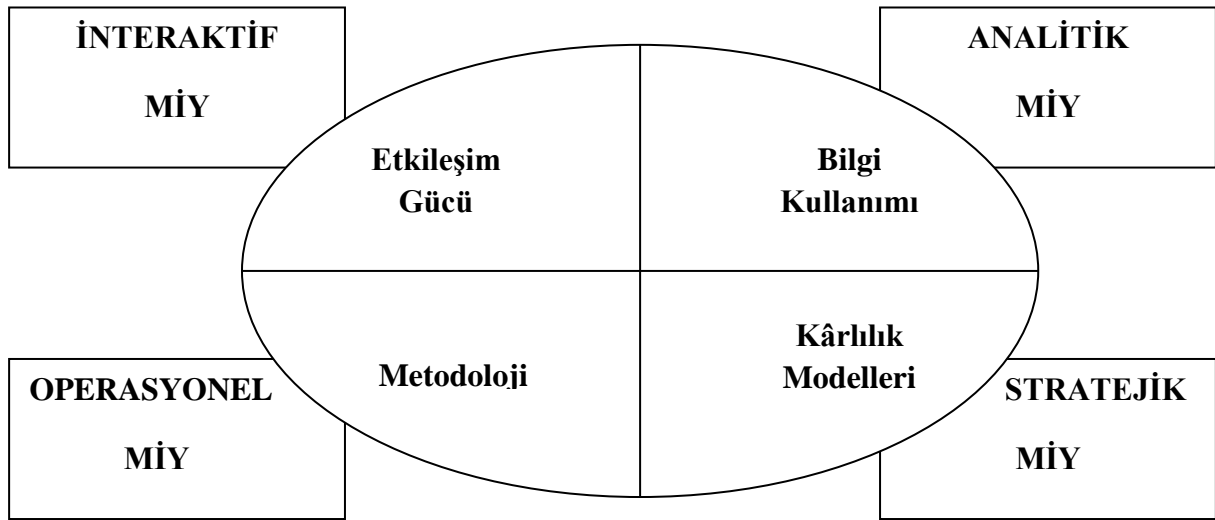 İNTERAKTİF
MİY
ANALİTİK
MİY
Etkileşim
Gücü
Bilgi
Kullanımı
Metodoloji
Kârlılık
Modelleri
OPERASYONEL
MİY
STRATEJİK
MİY